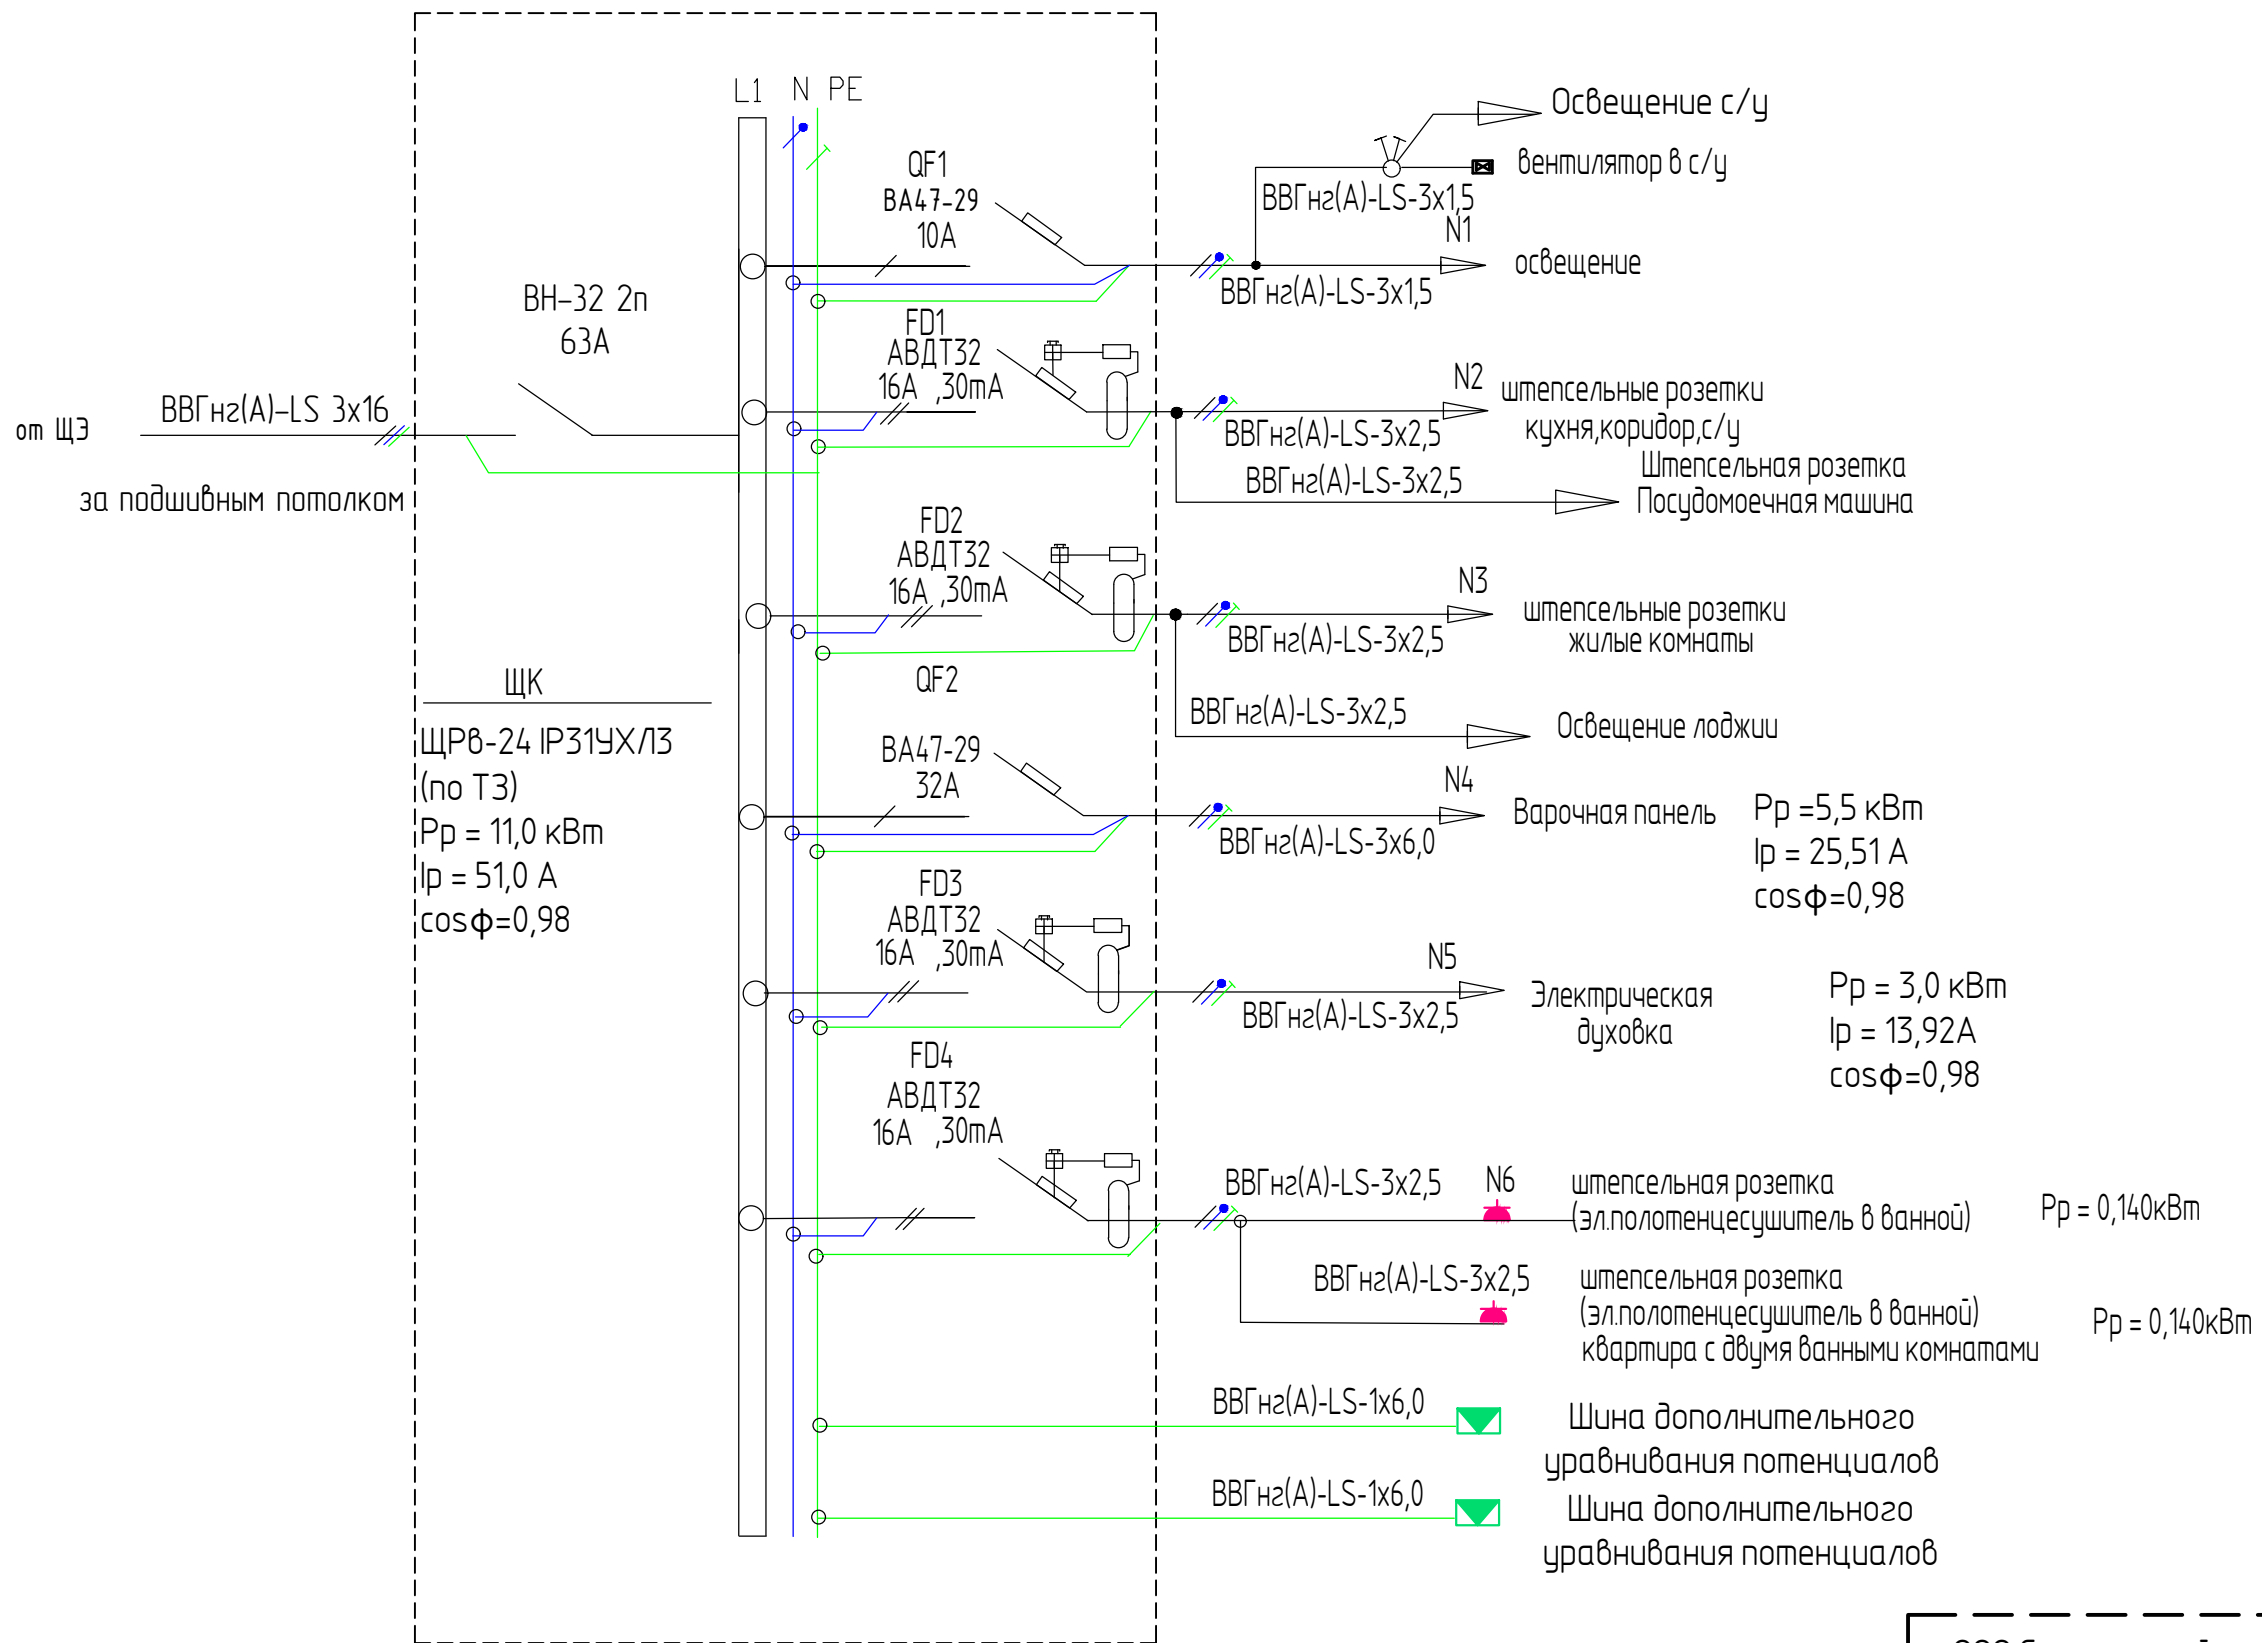 L1 N PE
QF1
ВА47-29
10А
Освещение с/у
вентилятор в с/у
ВВГнг(А)-LS-3х1,5
N1
освещение
ВВГнг(А)-LS-3х1,5
ВН-32 2п
63А
от ЩЭ
ВВГнг(А)-LS 3х16
за подшивным потолком
FD1
АВДТ32
16А ,30mA
N2
штепсельные розетки
кухня,коридор,с/у
ВВГнг(А)-LS-3х2,5
ВВГнг(А)-LS-3х2,5
Штепсельная розетка
Посудомоечная машина
FD2
АВДТ32
16А ,30mA
N3
штепсельные розетки
жилые комнаты
ВВГнг(А)-LS-3х2,5
ВВГнг(А)-LS-3х2,5
Освещение лоджии
ЩК
ЩРв-24 IP31УХЛ3
(по ТЗ)
Рр = 11,0 кВт
Iр = 51,0 А
cosф=0,98
QF2
ВА47-29
32А
N4
Варочная панель
ВВГнг(А)-LS-3х6,0
Рр =5,5 кВт
Iр = 25,51 А
cosф=0,98
FD3
АВДТ32
16А ,30mA
N5
ВВГнг(А)-LS-3х2,5
Электрическая
духовка
Рр = 3,0 кВт
Iр = 13,92А
cosф=0,98
FD4
АВДТ32
16А ,30mA
ВВГнг(А)-LS-3х2,5
N6
штепсельная розетка
(эл.полотенцесушитель в ванной)
Рр = 0,140кВт
ВВГнг(А)-LS-3х2,5
штепсельная розетка
(эл.полотенцесушитель в ванной)
квартира с двумя ванными комнатами
Рр = 0,140кВт
ВВГнг(А)-LS-1х6,0
Шина дополнительного
уравнивания потенциалов
ВВГнг(А)-LS-1х6,0
Шина дополнительного
уравнивания потенциалов